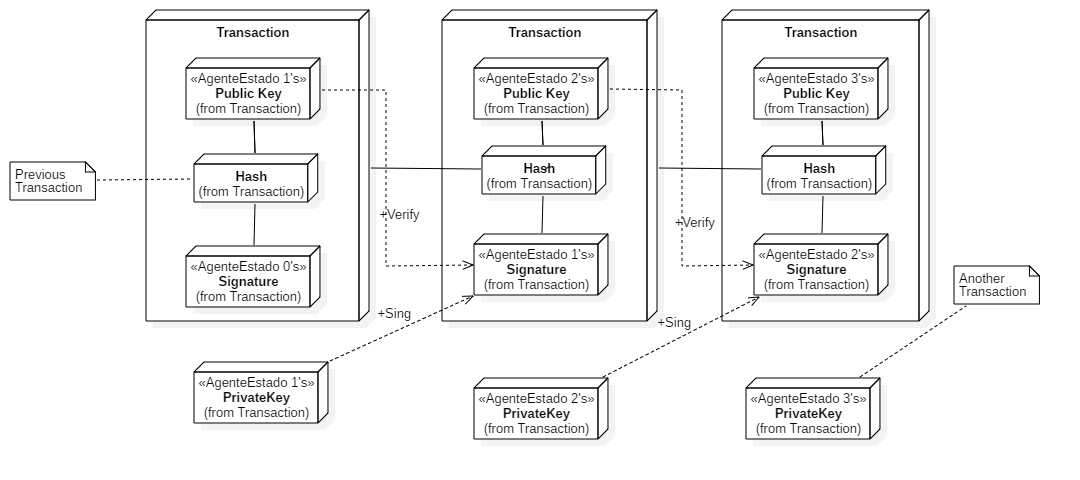 Transaction
«AgenteEstado 1's»
Public Key
(from Transaction)
Hash
(from Transaction)
«AgenteEstado 0's»
Signature
(from Transaction)
Previous
Transaction
Transaction
«AgenteEstado 2's»
Public Key
(from Transaction)
Hash
(from Transaction)
«AgenteEstado 1's»
Signature
(from Transaction)
+Verify
+Sing
Transaction
«AgenteEstado 3's»
Public Key
(from Transaction)
Hash
(from Transaction)
«AgenteEstado 2's»
Signature
(from Transaction)
+Verify
+Sing
Another
Transaction
«AgenteEstado 1's»
PrivateKey
(from Transaction)
«AgenteEstado 2's»
PrivateKey
(from Transaction)
«AgenteEstado 3's»
PrivateKey
(from Transaction)